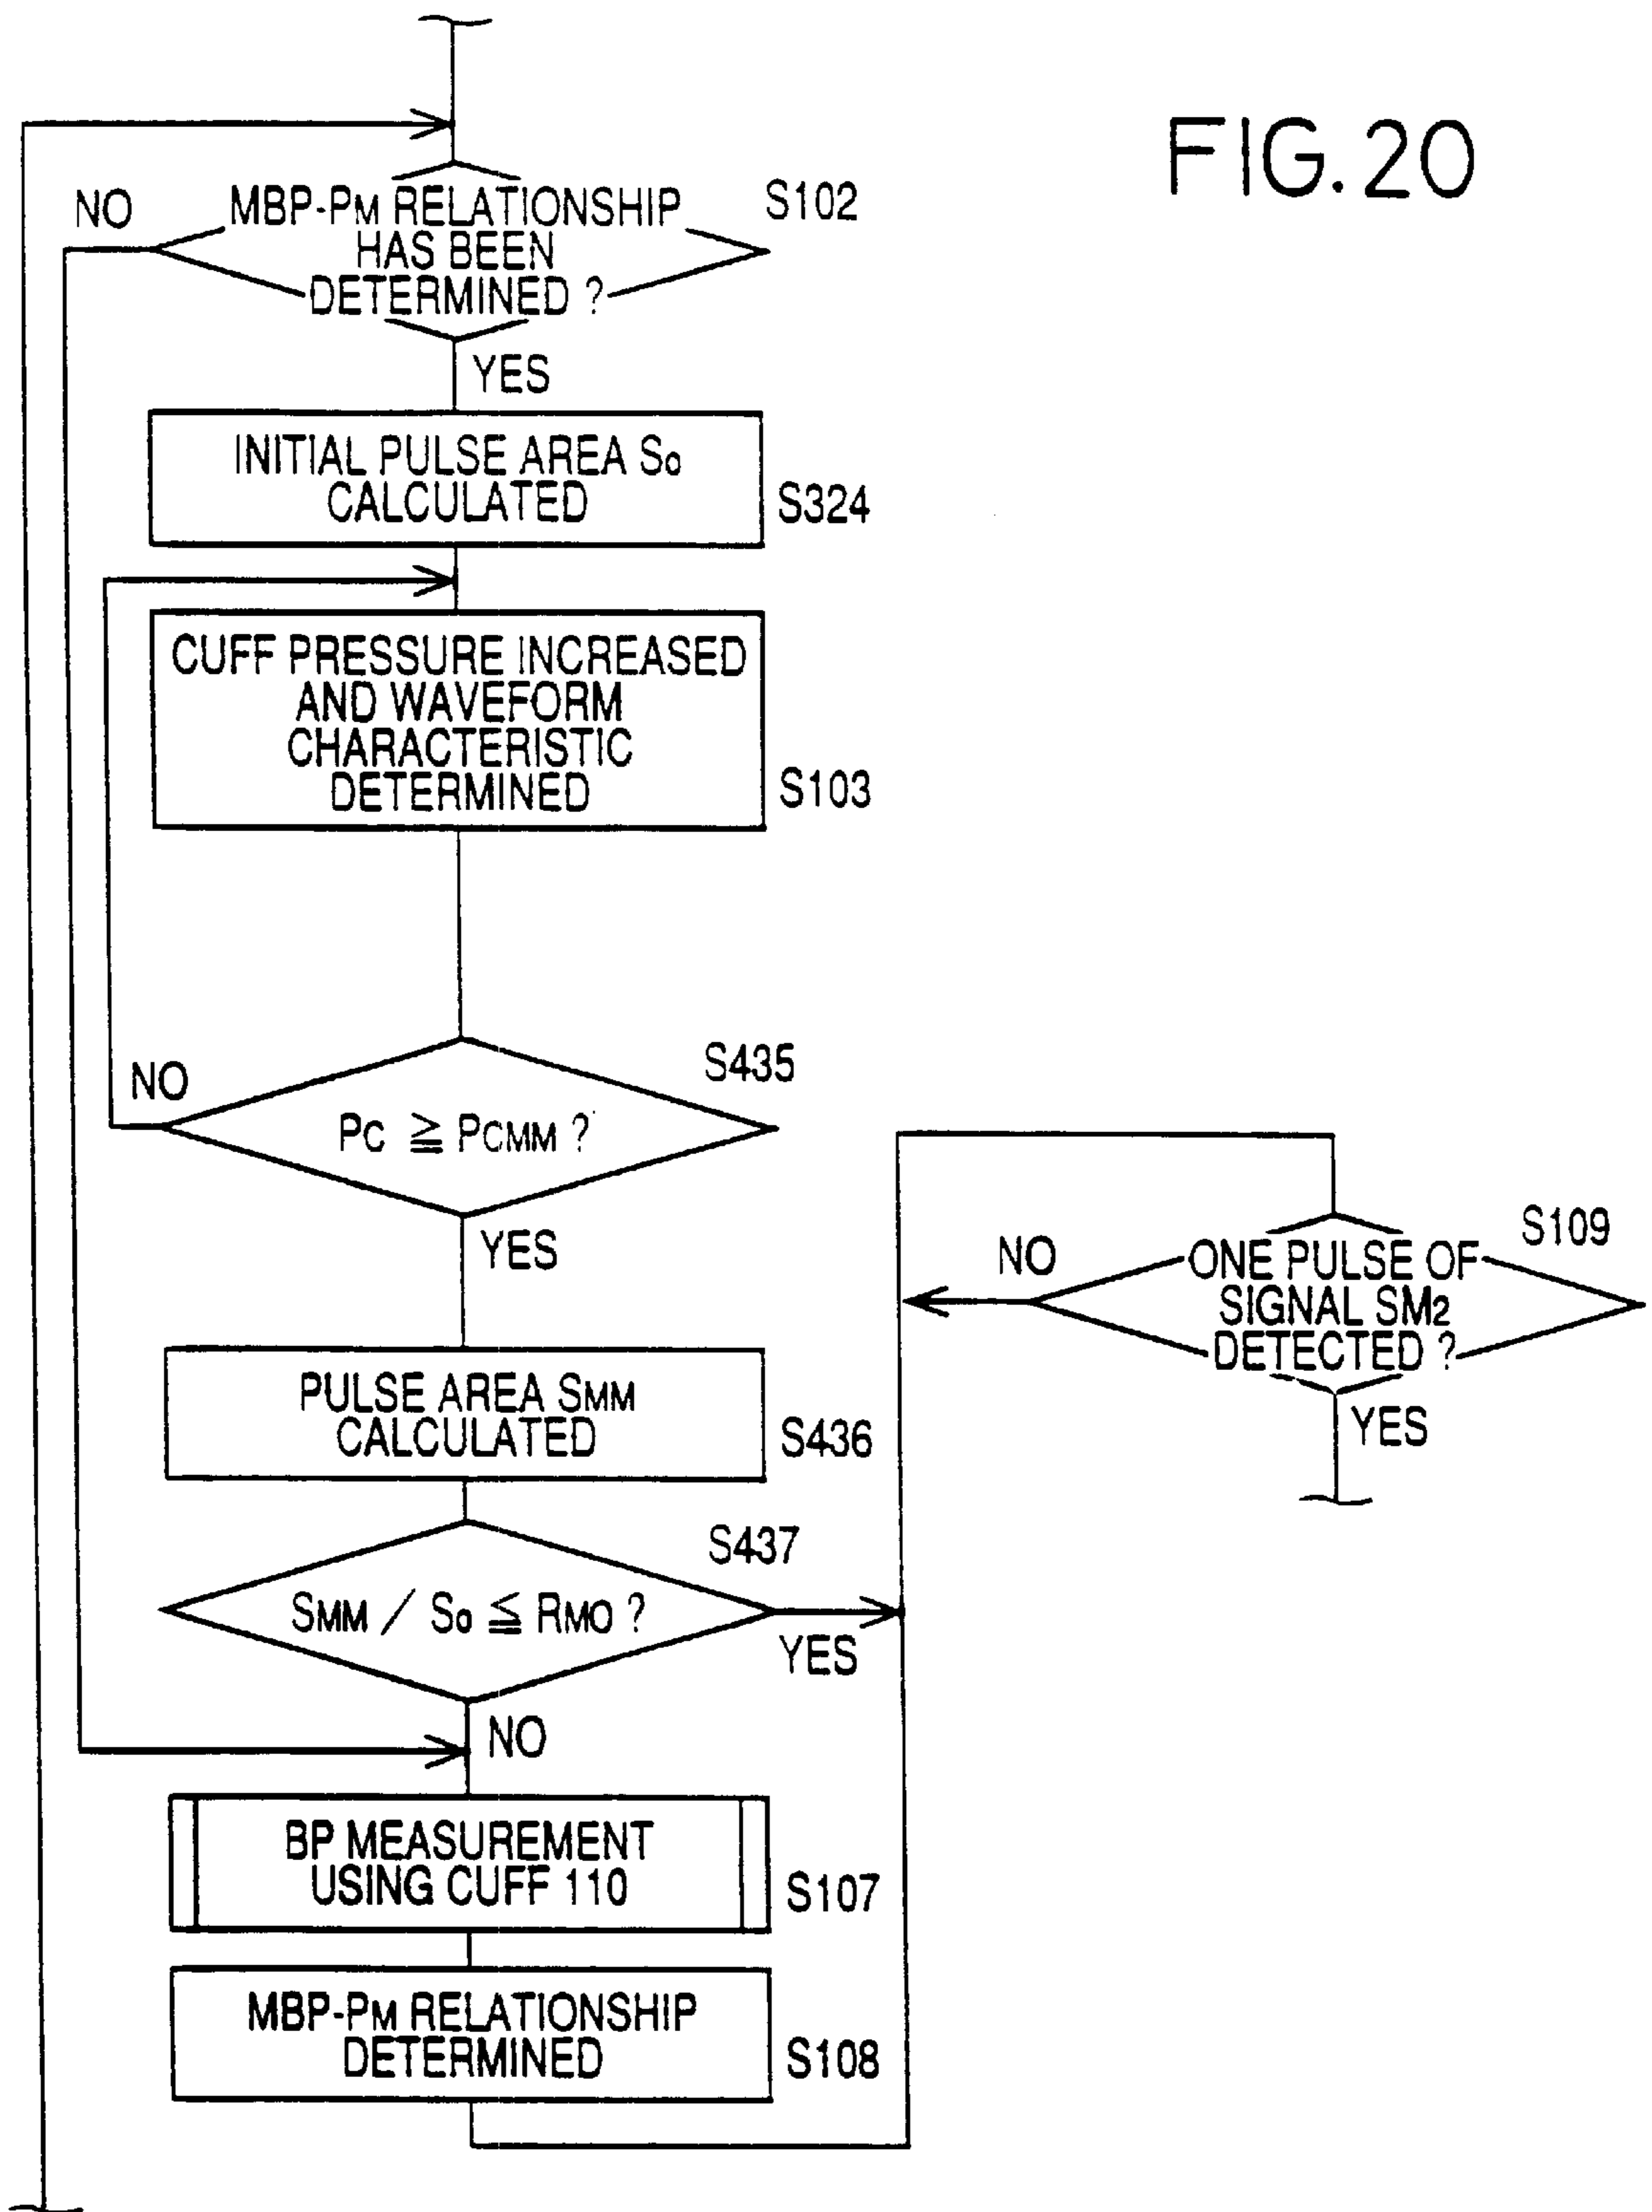 FIG. 20
NO
MBP-PM RELATIONSHIP
HAS BEEN
DETERMINED ?
S102
YES
INITIAL PULSE AREA S0
CALCULATED
S324
CUFF PRESSURE INCREASED
AND WAVEFORM
CHARACTERISTIC
DETERMINED
S103
NO
PC ≧ PCMM ?
S435
YES
PULSE AREA SMM
CALCULATED
S436
SMM / S0 ≦ RMO ?
S437
YES
NO
BP MEASUREMENT
USING CUFF 110
S107
MBP-PM RELATIONSHIP
DETERMINED
S108
NO
ONE PULSE OF
SIGNAL SM2
DETECTED ?
S109
YES